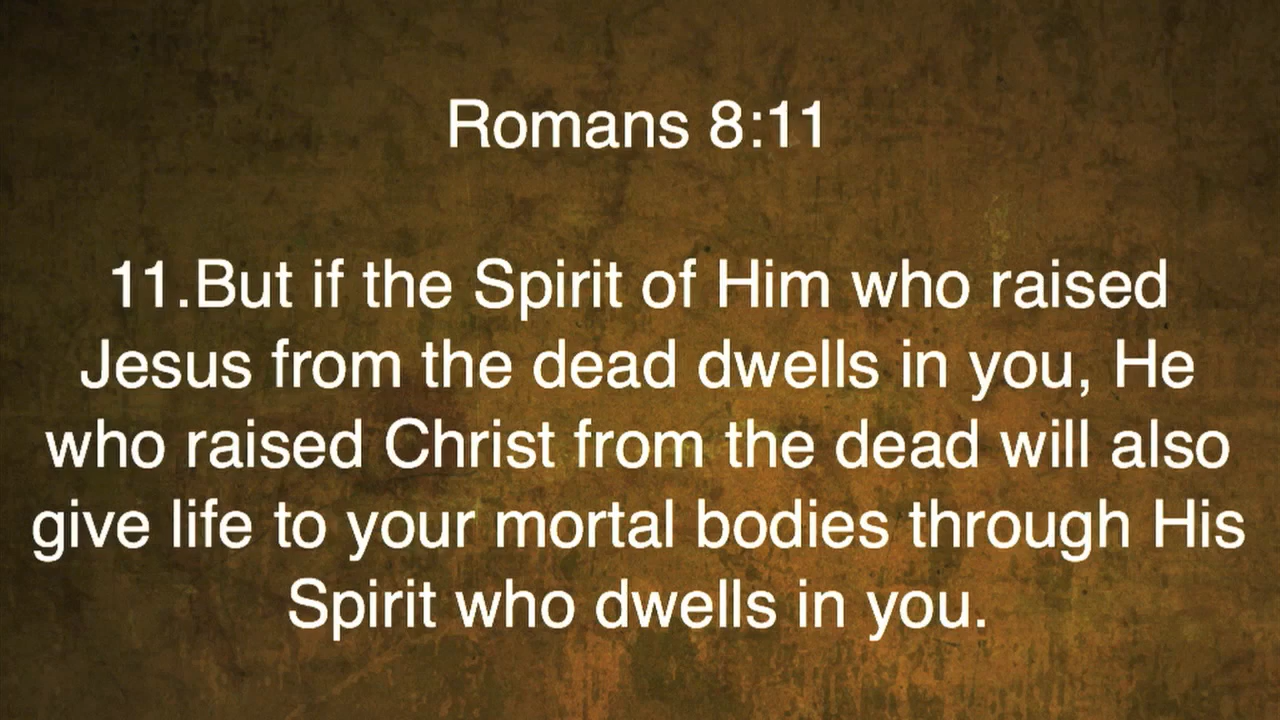 Romans 8:11
11.But if the Spirit of Him who raised
Jesus from the dead dwells in you, He
who raised Christ from the dead will also
give life to your mortal bodies through His
Spirit who dwells in you.